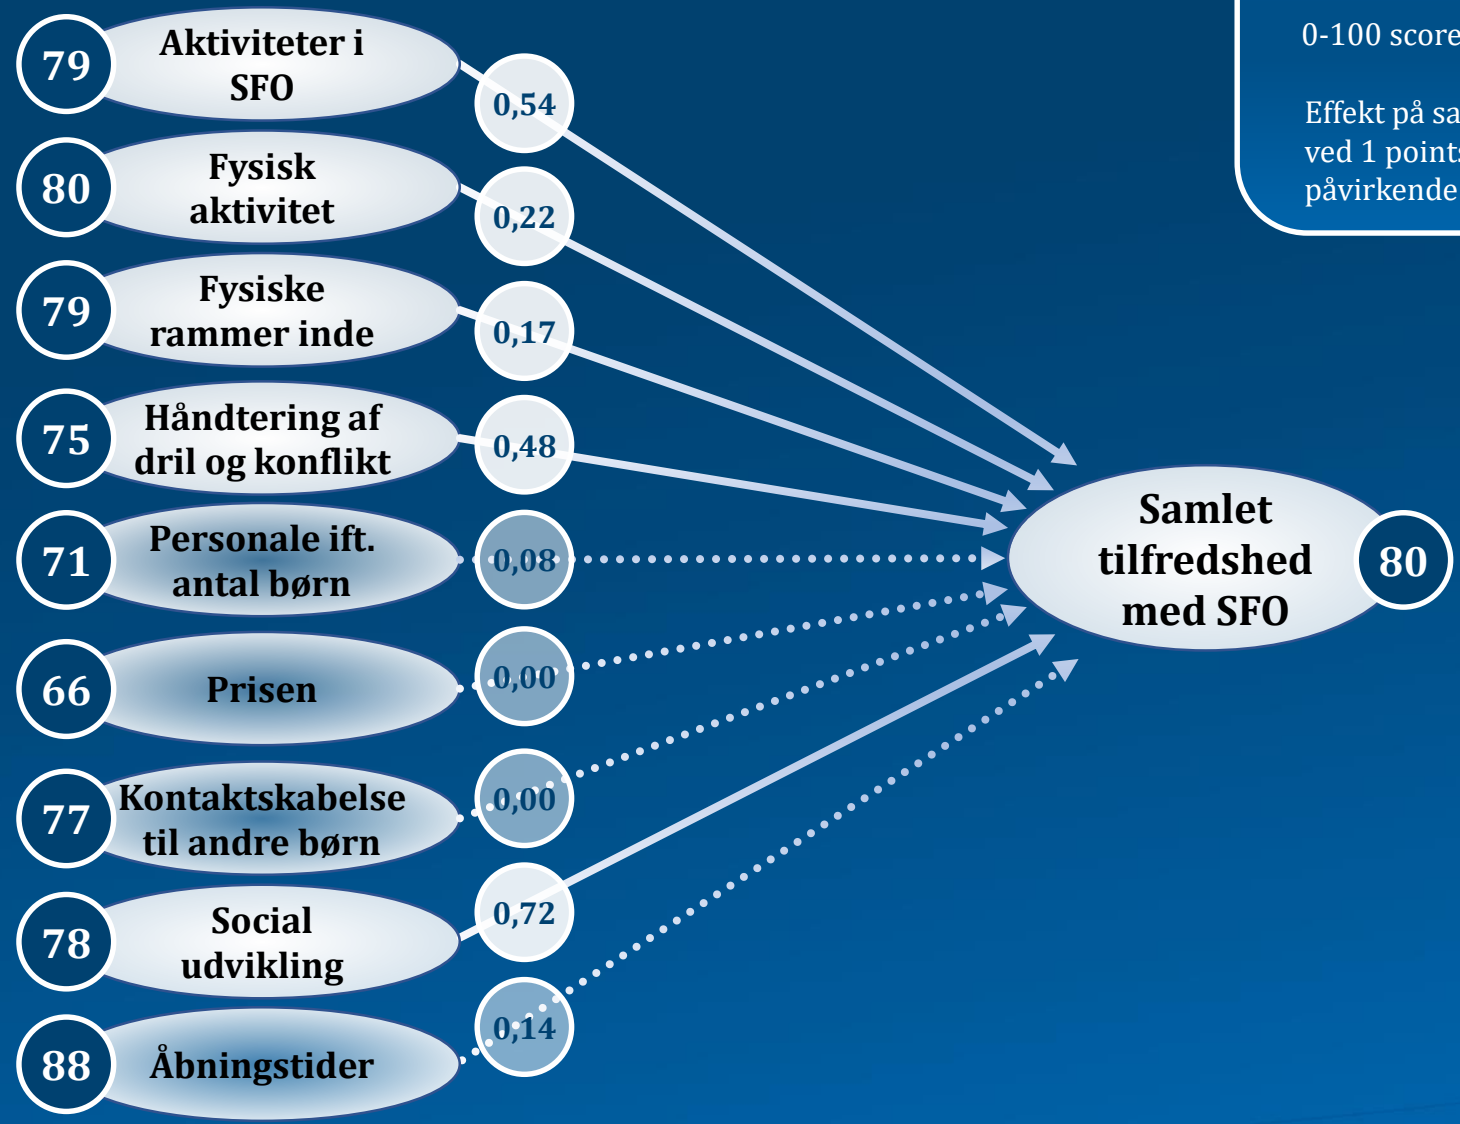 79
Aktiviteter i
SFO
0,54
80
Fysisk
aktivitet
0,22
79
Fysiske
rammer inde
0,17
75
Håndtering af
dril og konflikt
0,48
71
Personale ift.
antal børn
0,08
66
Prisen
0,00
77
Kontaktskabelse
til andre børn
0,00
78
Social
udvikling
0,72
88
Åbningstider
0,14
Samlet
tilfredshed
med SFO
80
0-100 score
Effekt på sa
ved 1 points
påvirkende